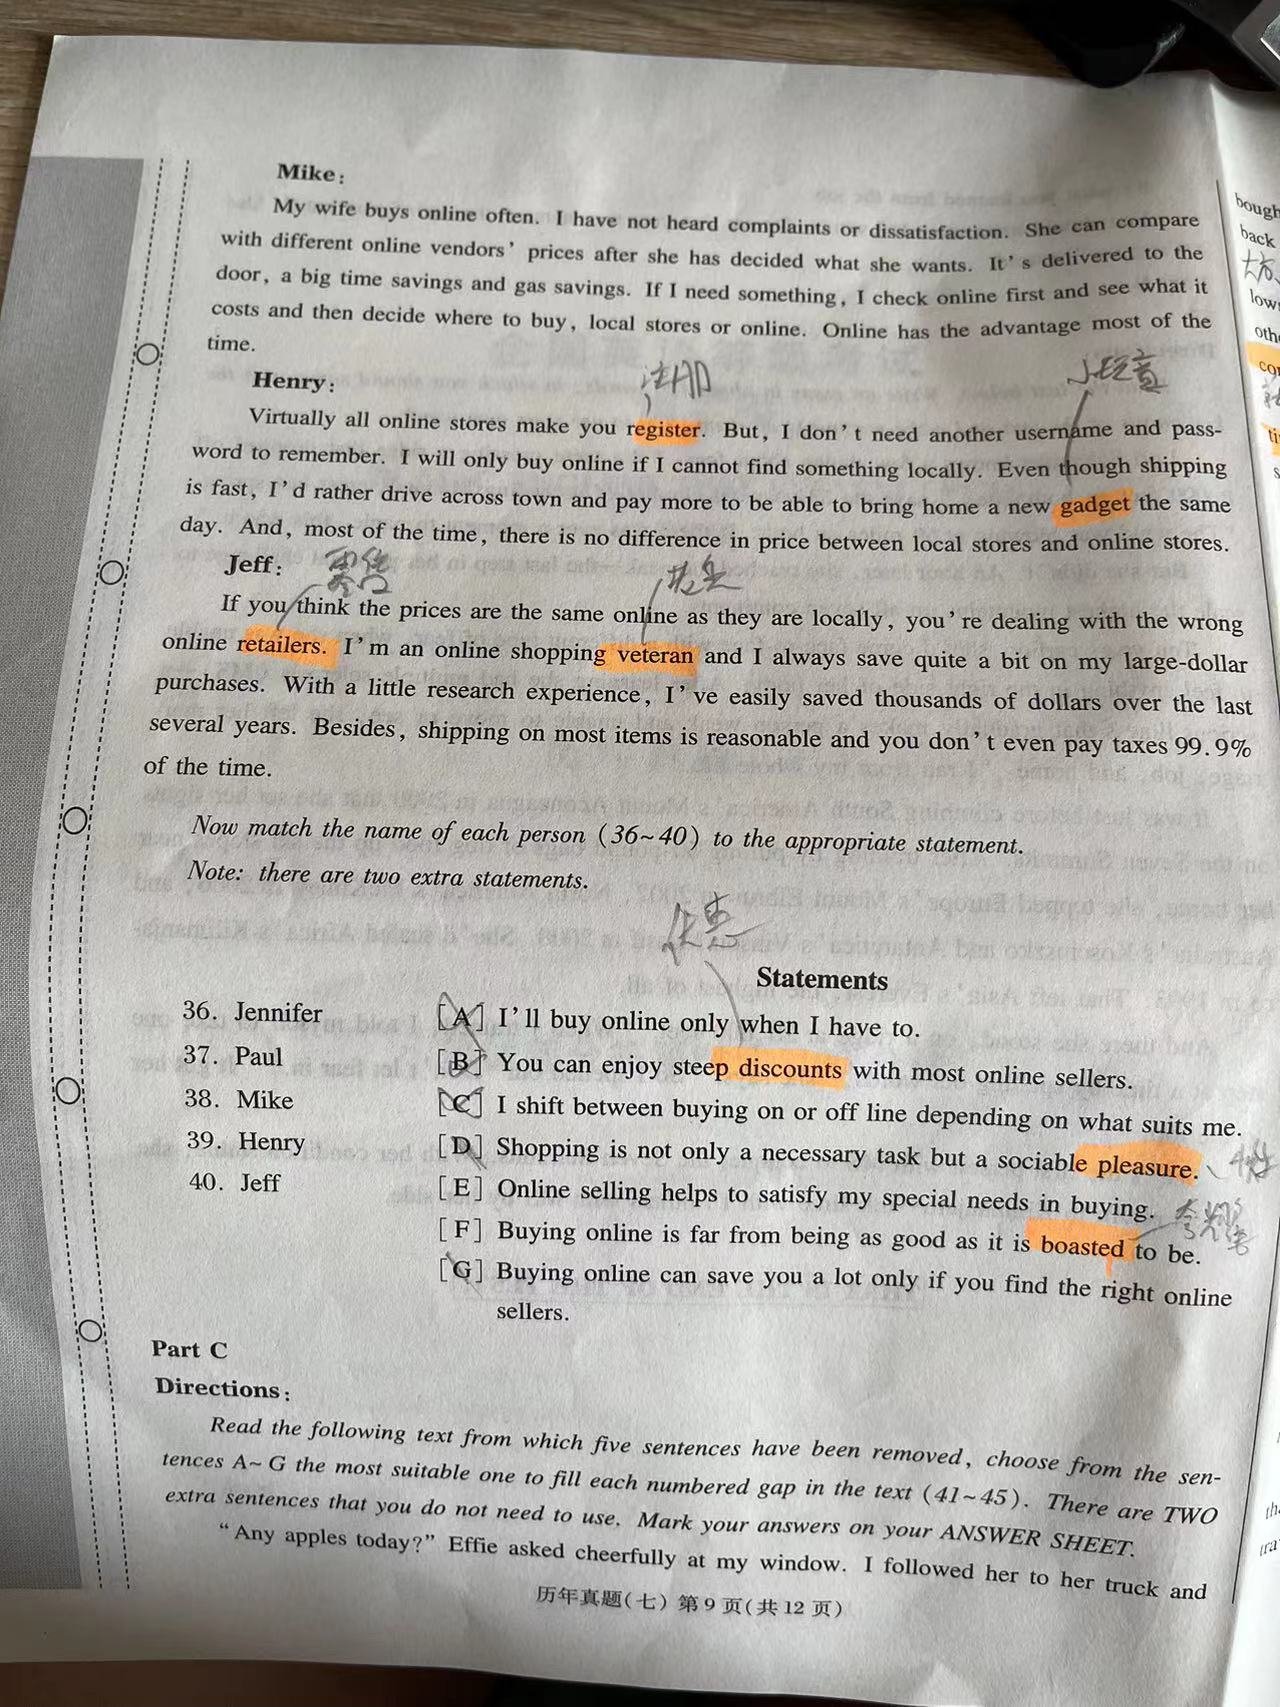 Mike:
My wife buys online often. I have not heard complaints or dissatisfaction. She can compare
with different online vendors' prices after she has decided what she wants. It's delivered to the
door, a big time savings and gas savings. If I need something, I check online first and see what it
costs and then decide where to buy, local stores or online. Online has the advantage most of the
time.
注册
小玩意
Henry:
Virtually all online stores make you register. But, I don't need another username and pass-
word to remember. I will only buy online if I cannot find something locally. Even though shipping
is fast, I'd rather drive across town and pay more to be able to bring home a new gadget the same
day. And, most of the time, there is no difference in price between local stores and online stores.
Jeff:
If you think the prices are the same online as they are locally, you're dealing with the wrong
online retailers. I'm an online shopping veteran and I always save quite a bit on my large-dollar
purchases. With a little research experience, I've easily saved thousands of dollars over the last
several years. Besides, shipping on most items is reasonable and you don't even pay taxes 99.9%
of the time.
Now match the name of each person (36~40) to the appropriate statement.
Note: there are two extra statements.
优惠
Statements
36. Jennifer
37. Paul
38. Mike
39. Henry
40. Jeff
[A] I'll buy online only when I have to.
[B] You can enjoy steep discounts with most online sellers.
[C] I shift between buying on or off line depending on what suits me.
[D] Shopping is not only a necessary task but a sociable pleasure.
[E] Online selling helps to satisfy my special needs in buying.
[F] Buying online is far from being as good as it is boasted to be.
[G] Buying online can save you a lot only if you find the right online
sellers.
Part C
Directions:
Read the following text from which five sentences have been removed, choose from the sen-
tences A~G the most suitable one to fill each numbered gap in the text (41~45). There are TWO
extra sentences that you do not need to use. Mark your answers on your ANSWER SHEET.
"Any apples today?" Effie asked cheerfully at my window. I followed her to her truck and
历年真题(七) 第9页(共12页)
bough
back
low
oth